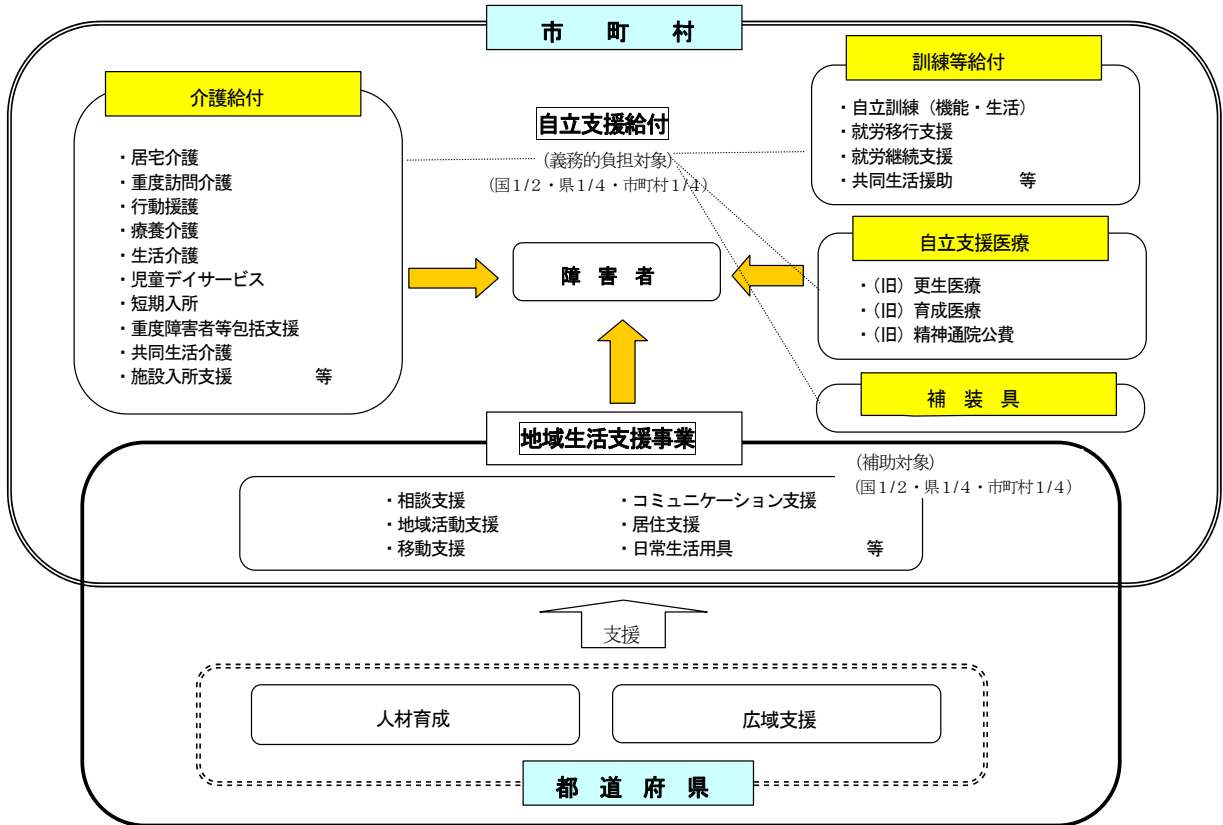 市 町 村
介護給付
・居宅介護
・重度訪問介護
・行動援護
・療養介護
・生活介護
・児童デイサービス
・短期入所
・重度障害者等包括支援
・共同生活介護
・施設入所支援 等
自立支援給付
(義務的負担対象)
(国1/2・県1/4・市町村1/4)
訓練等給付
・自立訓練（機能・生活）
・就労移行支援
・就労継続支援
・共同生活援助 等
自立支援医療
・(旧）更生医療
・(旧）育成医療
・(旧）精神通院公費
補 装 具
障 害 者
地域生活支援事業
(補助対象)
(国1/2・県1/4・市町村1/4)
・相談支援 ・コミュニケーション支援
・地域活動支援 ・居住支援
・移動支援 ・日常生活用具 等
支援
人材育成 広域支援
都 道 府 県